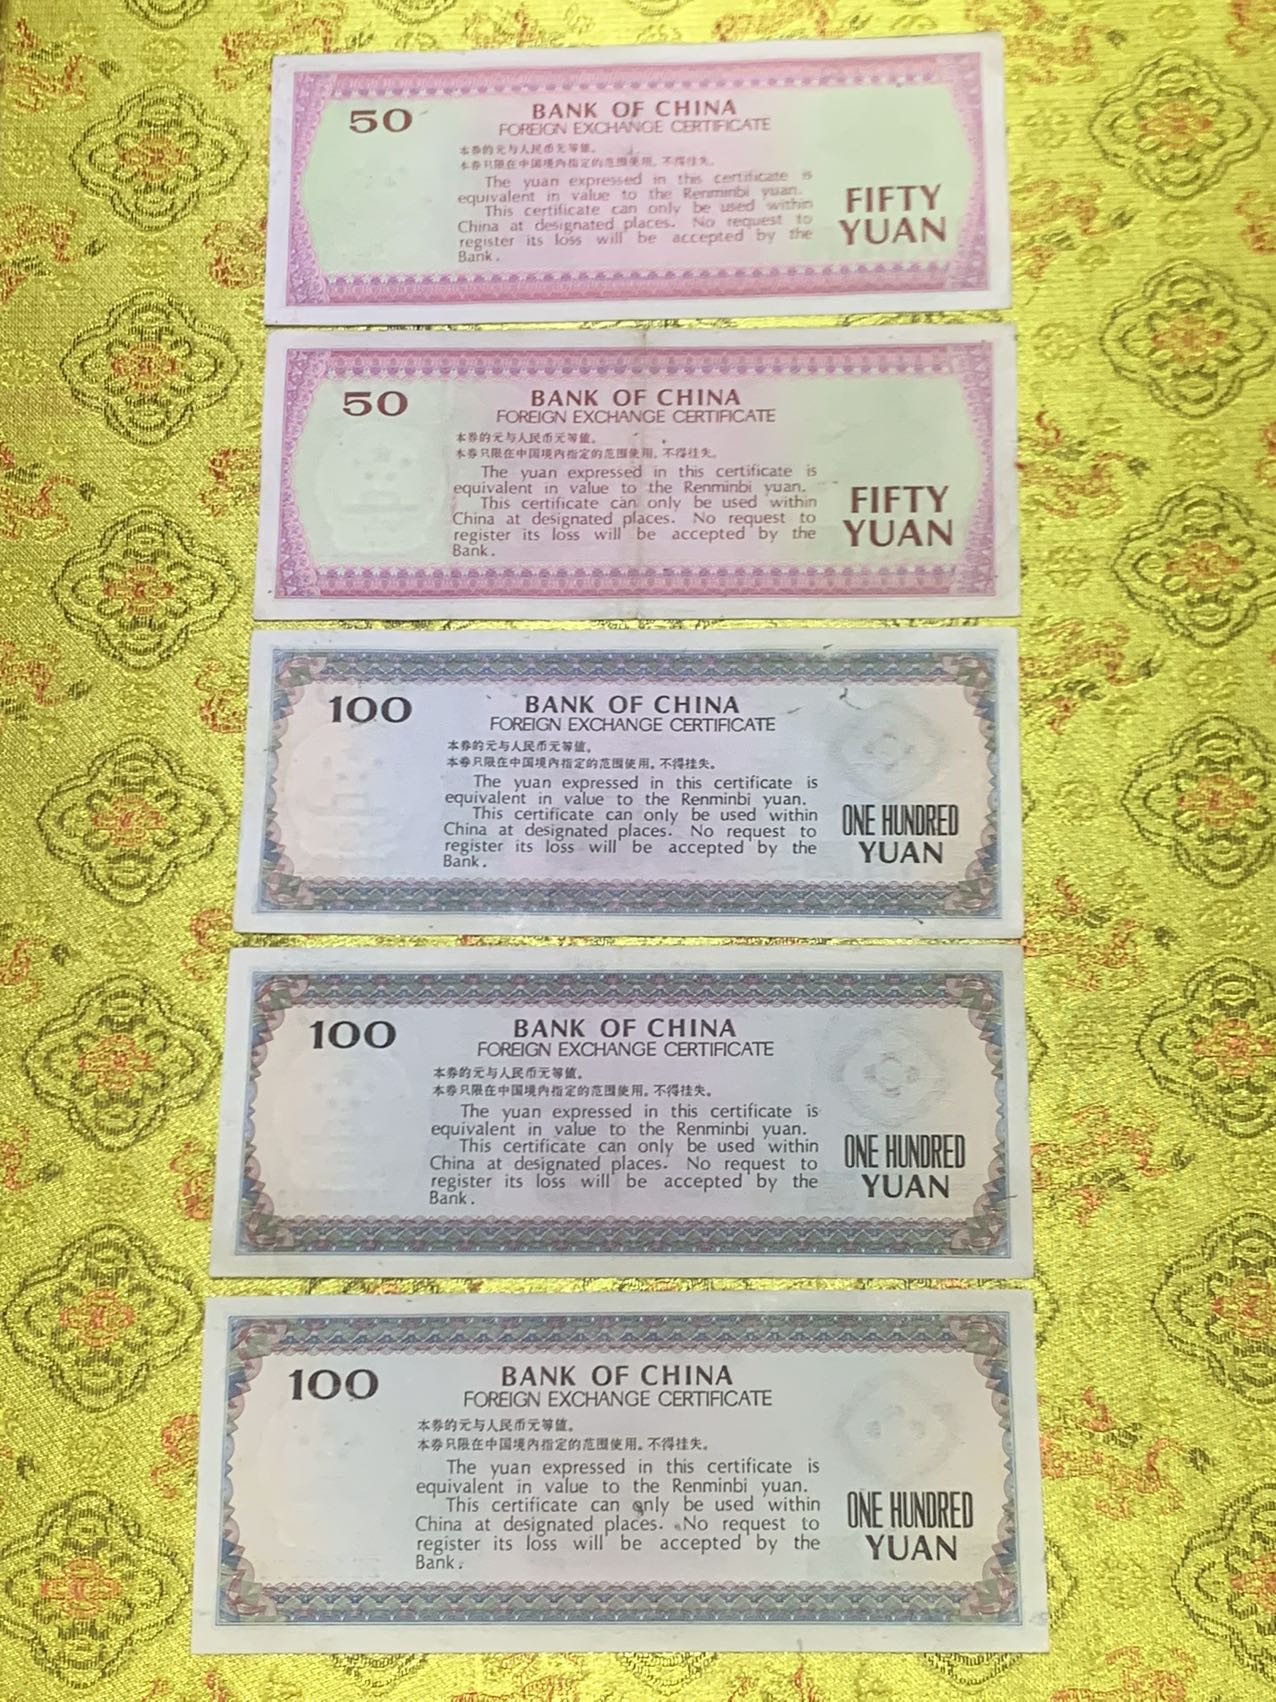 50
BANK OF CHINA
FOREIGN EXCHANGE CERTIFICATE
本券的元与人民币元等值。
本券只限在中国境内指定的范围使用，不得挂失。
The yuan expressed in this certificate is
equivalent in value to the Renminbi yuan.
This certificate can only be used within
China at designated places. No request to
register its loss will be accepted by the
Bank.
FIFTY
YUAN
50
BANK OF CHINA
FOREIGN EXCHANGE CERTIFICATE
本券的元与人民币元等值。
本券只限在中国境内指定的范围使用，不得挂失。
The yuan expressed in this certificate is
equivalent in value to the Renminbi yuan.
This certificate can only be used within
China at designated places. No request to
register its loss will be accepted by the
Bank.
FIFTY
YUAN
100
BANK OF CHINA
FOREIGN EXCHANGE CERTIFICATE
本券的元与人民币元等值。
本券只限在中国境内指定的范围使用。不得挂失。
The yuan expressed in this certificate is
equivalent in value to the Renminbi yuan.
This certificate can only be used within
China at designated places. No request to
register its loss will be accepted by the
Bank.
ONE HUNDRED
YUAN
100
BANK OF CHINA
FOREIGN EXCHANGE CERTIFICATE
本券的元与人民币元等值。
本券只限在中国境内指定的范围使用。不得挂失。
The yuan expressed in this certificate is
equivalent in value to the Renminbi yuan.
This certificate can only be used within
China at designated places. No request to
register its loss will be accepted by the
Bank.
ONE HUNDRED
YUAN
100
BANK OF CHINA
FOREIGN EXCHANGE CERTIFICATE
本券的元与人民币元等值。
本券只限在中国境内指定的范围使用。不得挂失。
The yuan expressed in this certificate is
equivalent in value to the Renminbi yuan.
This certificate can only be used within
China at designated places. No request to
register its loss will be accepted by the
Bank.
ONE HUNDRED
YUAN